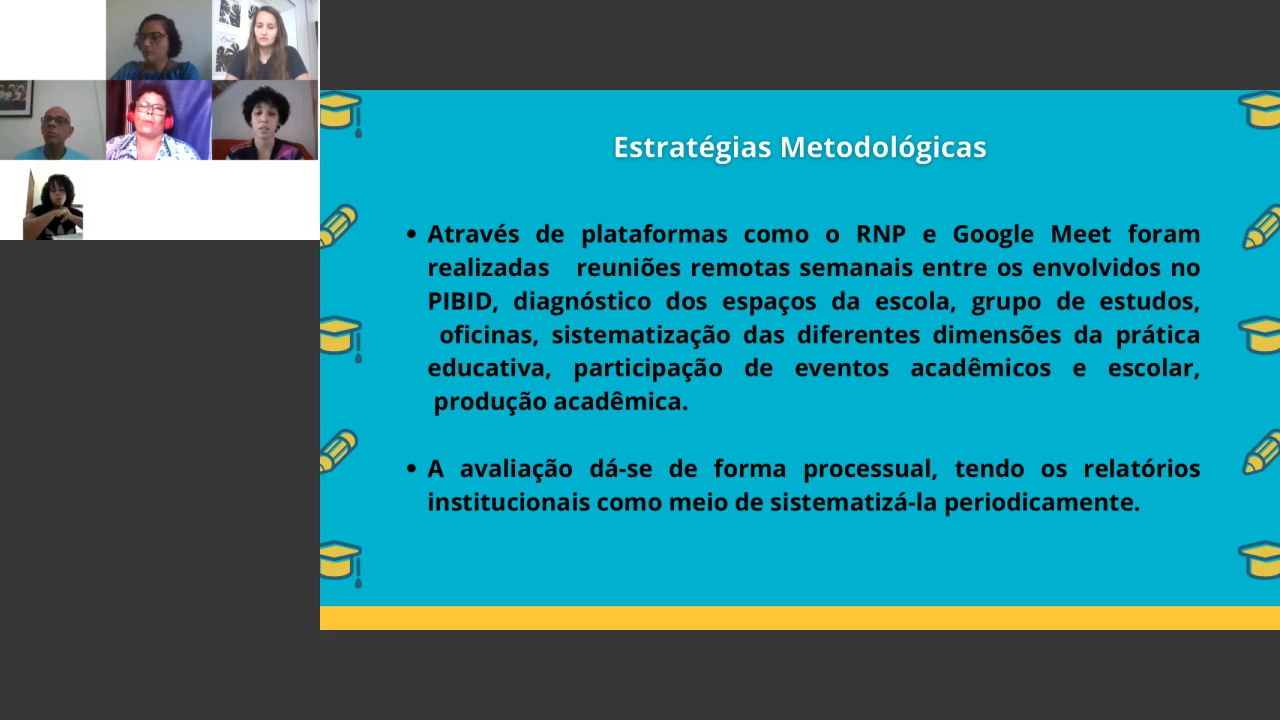 Estratégias Metodológicas
• Através de plataformas como o RNP e Google Meet foram
realizadas reuniões remotas semanais entre os envolvidos no
PIBID, diagnóstico dos espaços da escola, grupo de estudos,
oficinas, sistematização das diferentes dimensões da prática
educativa, participação de eventos acadêmicos e escolar,
produção acadêmica.
• A avaliação dá-se de forma processual, tendo os relatórios
institucionais como meio de sistematizá-la periodicamente.